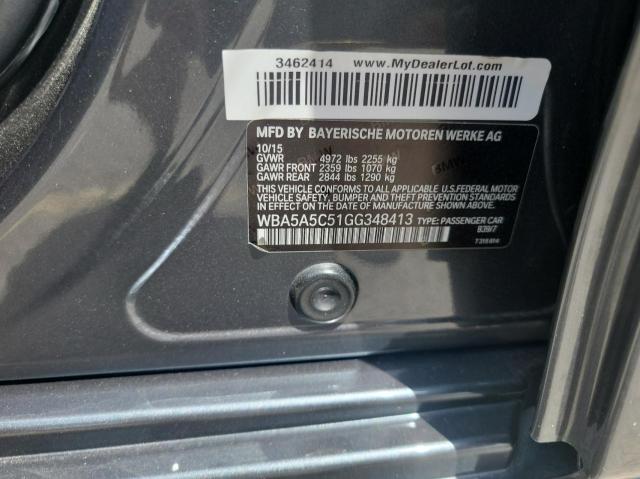 3462414 www.MyDealerLot.com
MFD BY BAYERISCHE MOTOREN WERKE AG
10/15
GVWR 4972 lbs 2255 kg
GAWR FRONT 2359 lbs 1070 kg
GAWR REAR 2844 lbs 1290 kg
THIS VEHICLE CONFORMS TO ALL APPLICABLE U.S.FEDERAL MOTOR
VEHICLE SAFETY, BUMPER AND THEFT PREVENTION STANDARDS
IN EFFECT ON THE DATE OF MANUFACTURE SHOWN ABOVE.
WBA5A5C51GG348413 TYPE: PASSENGER CAR
B39/7